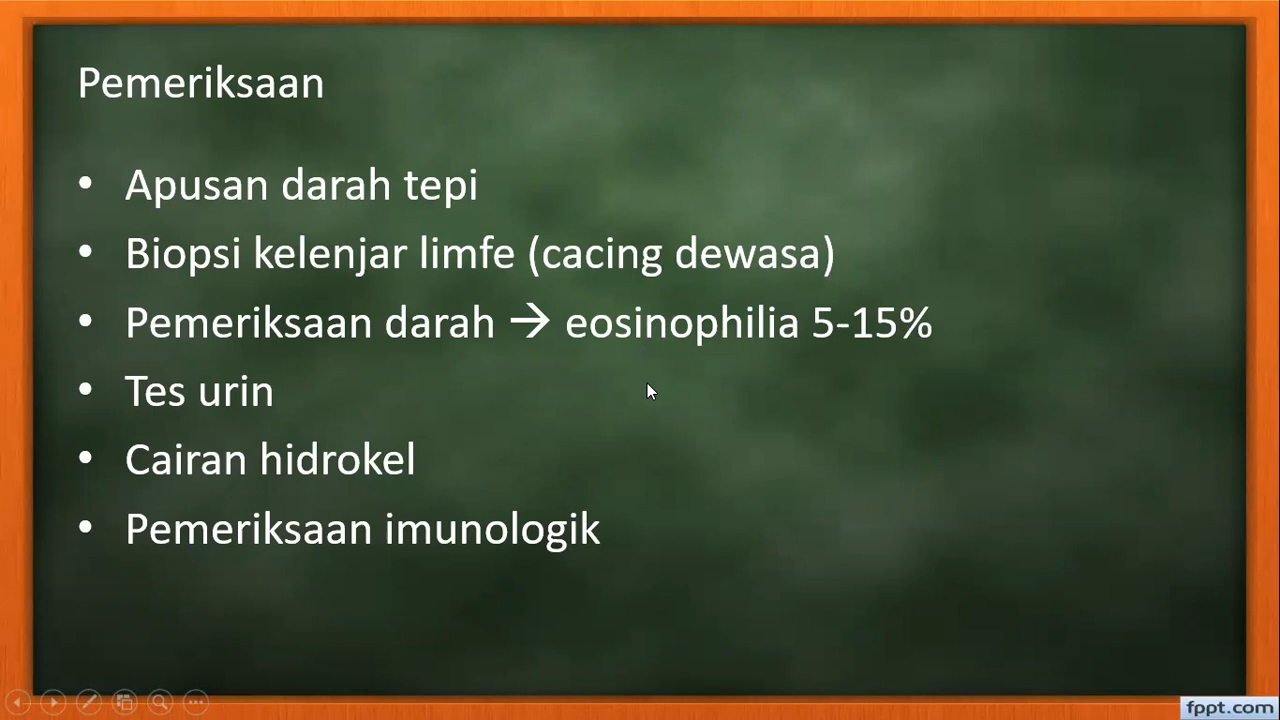 Pemeriksaan
• Apusan darah tepi
• Biopsi kelenjar limfe (cacing dewasa)
• Pemeriksaan darah → eosinophilia 5-15%
• Tes urin
• Cairan hidrokel
• Pemeriksaan imunologik
fppt.com